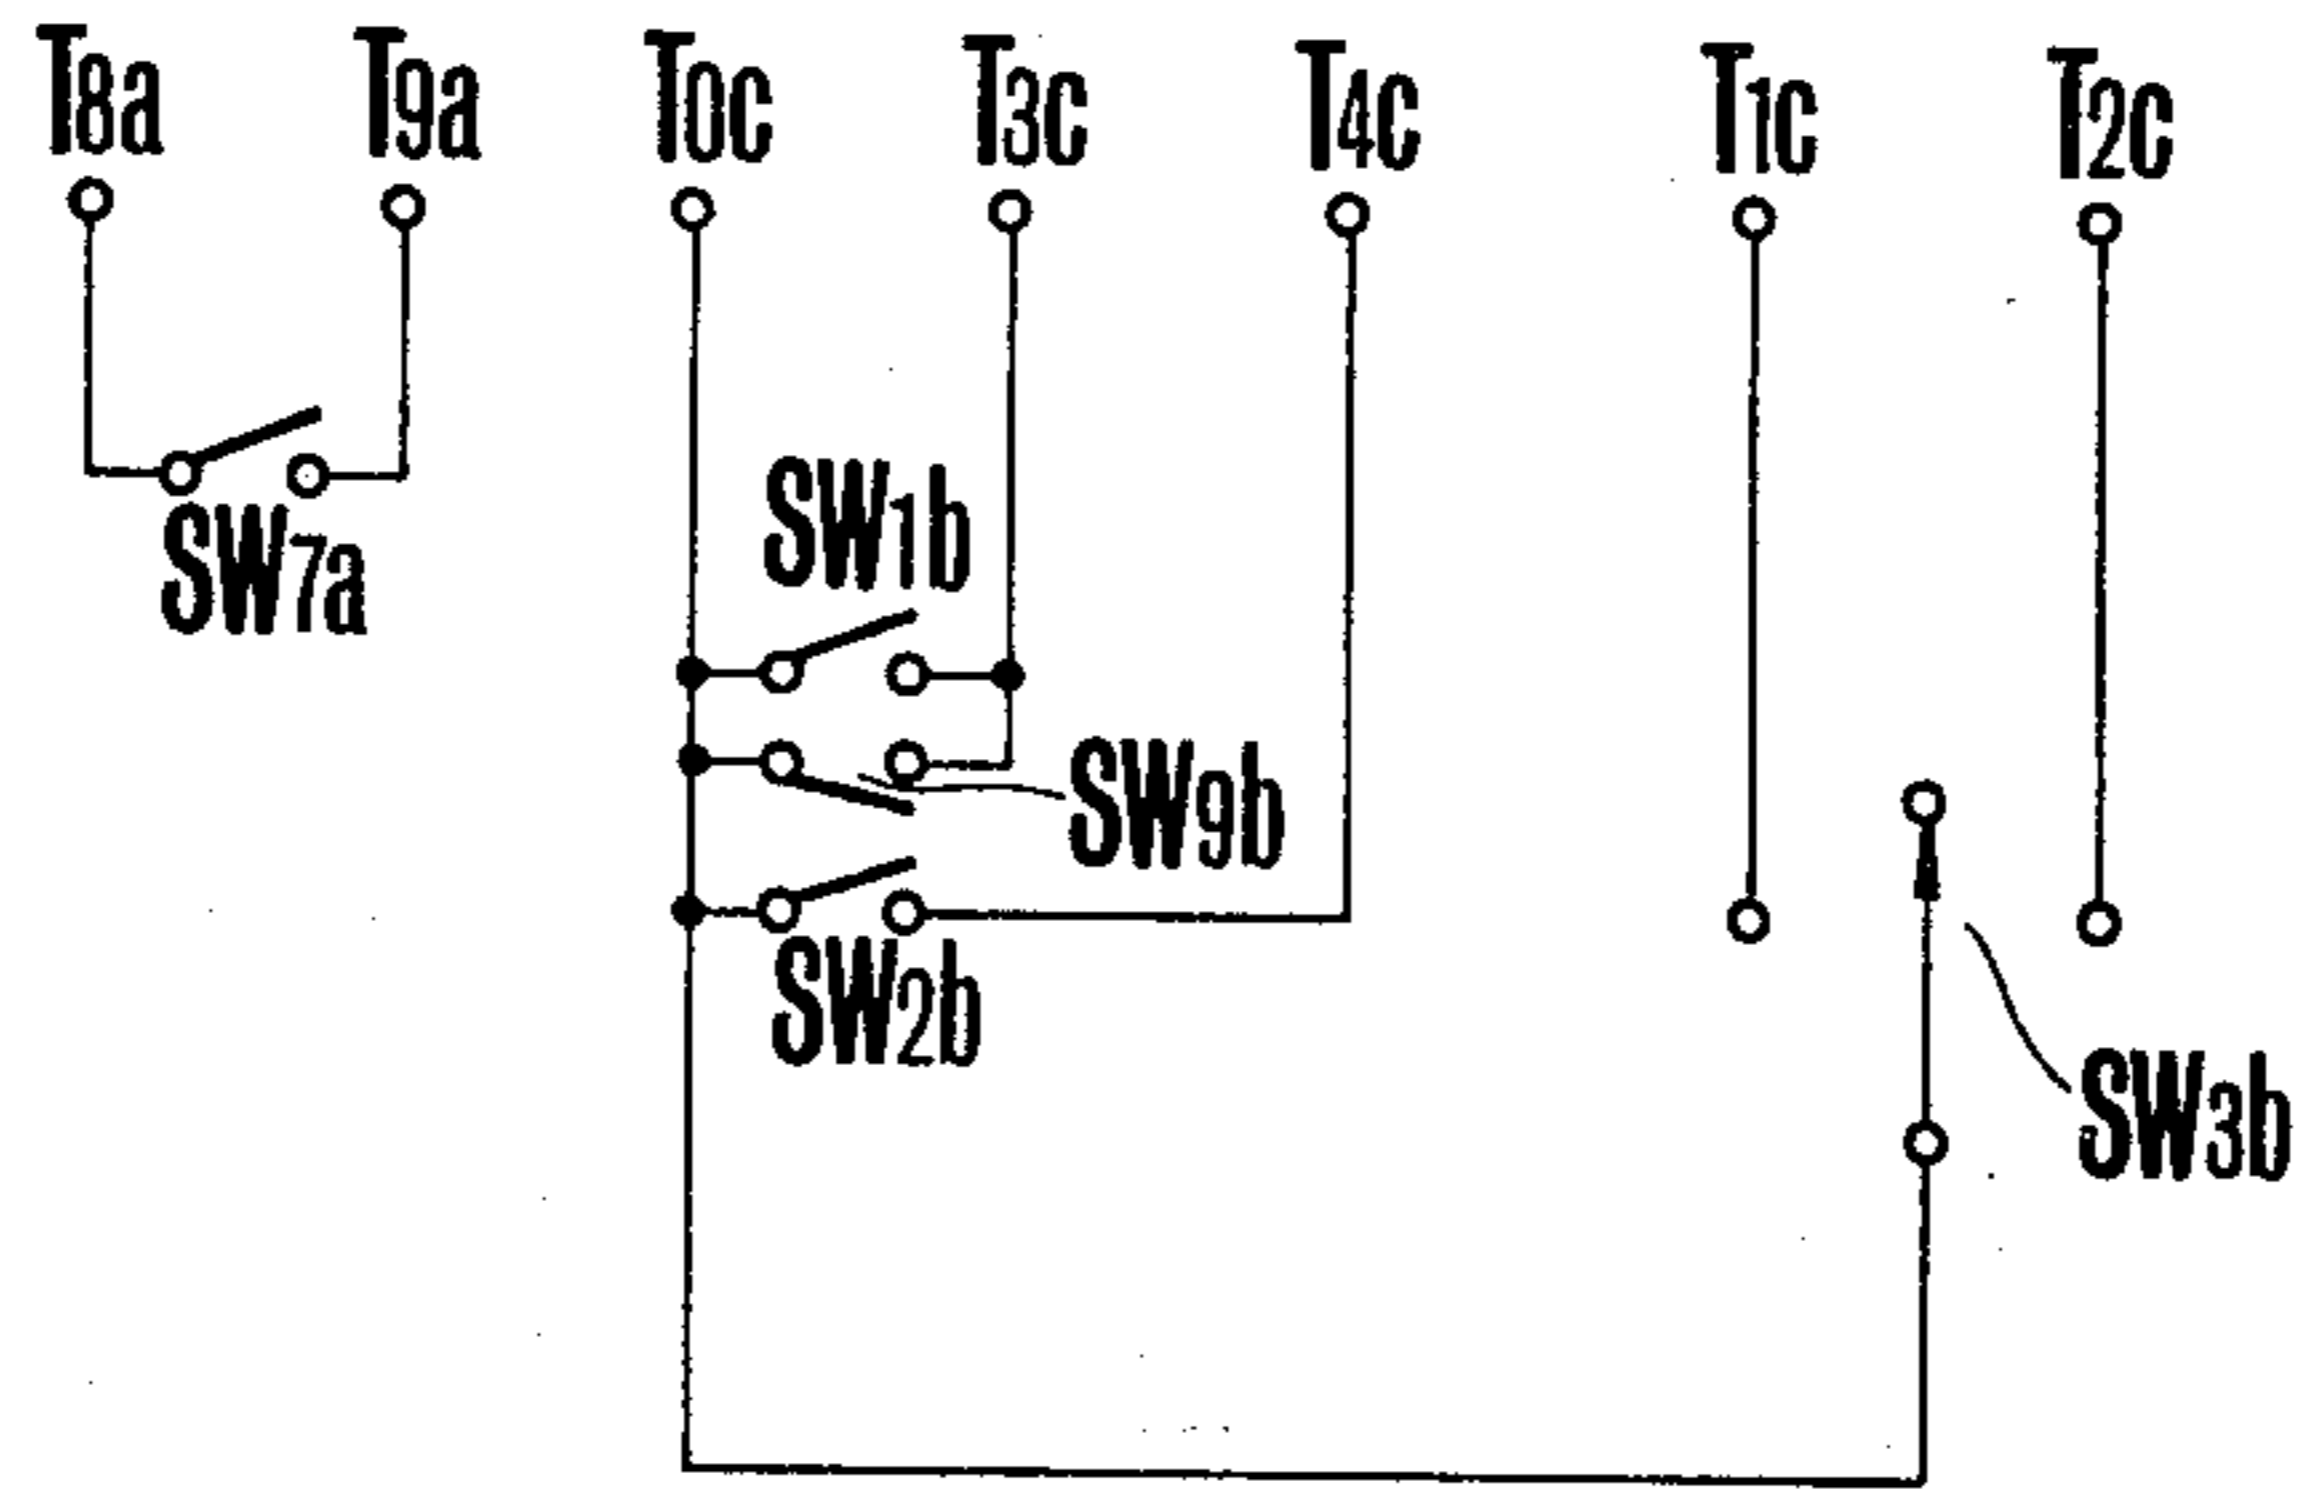 T8a T9a T0c T3c T4c T1c T2c
SW1b
SW7a
SW9b
SW2b
SW3b